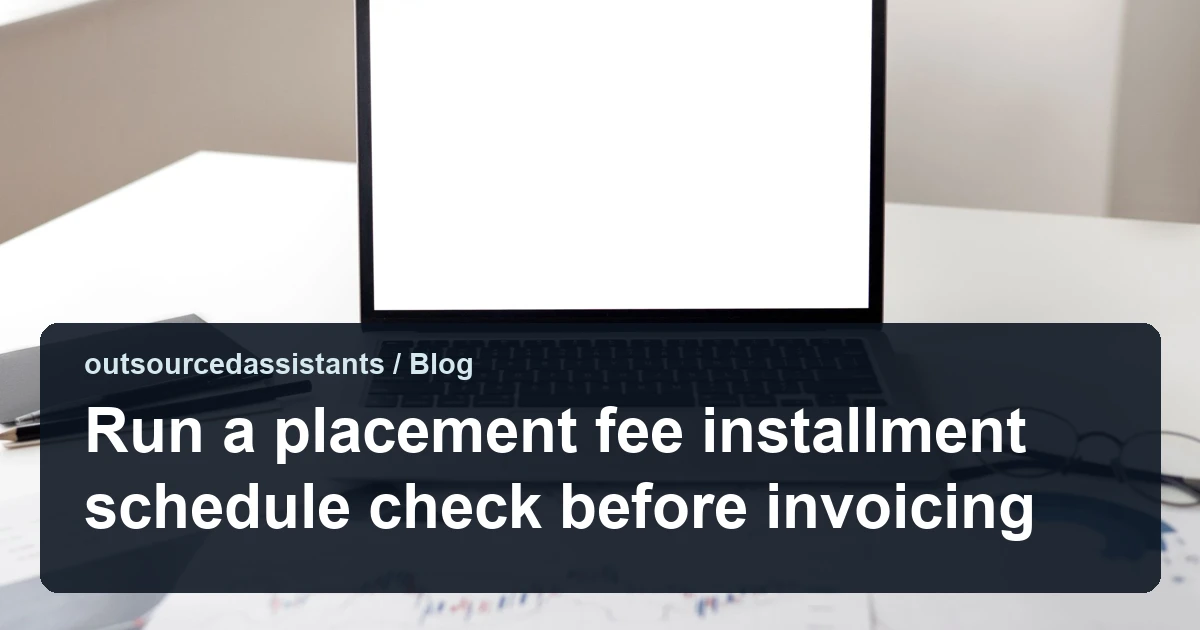 outsourcedassistants / Blog
Run a placement fee installment
schedule check before invoicing